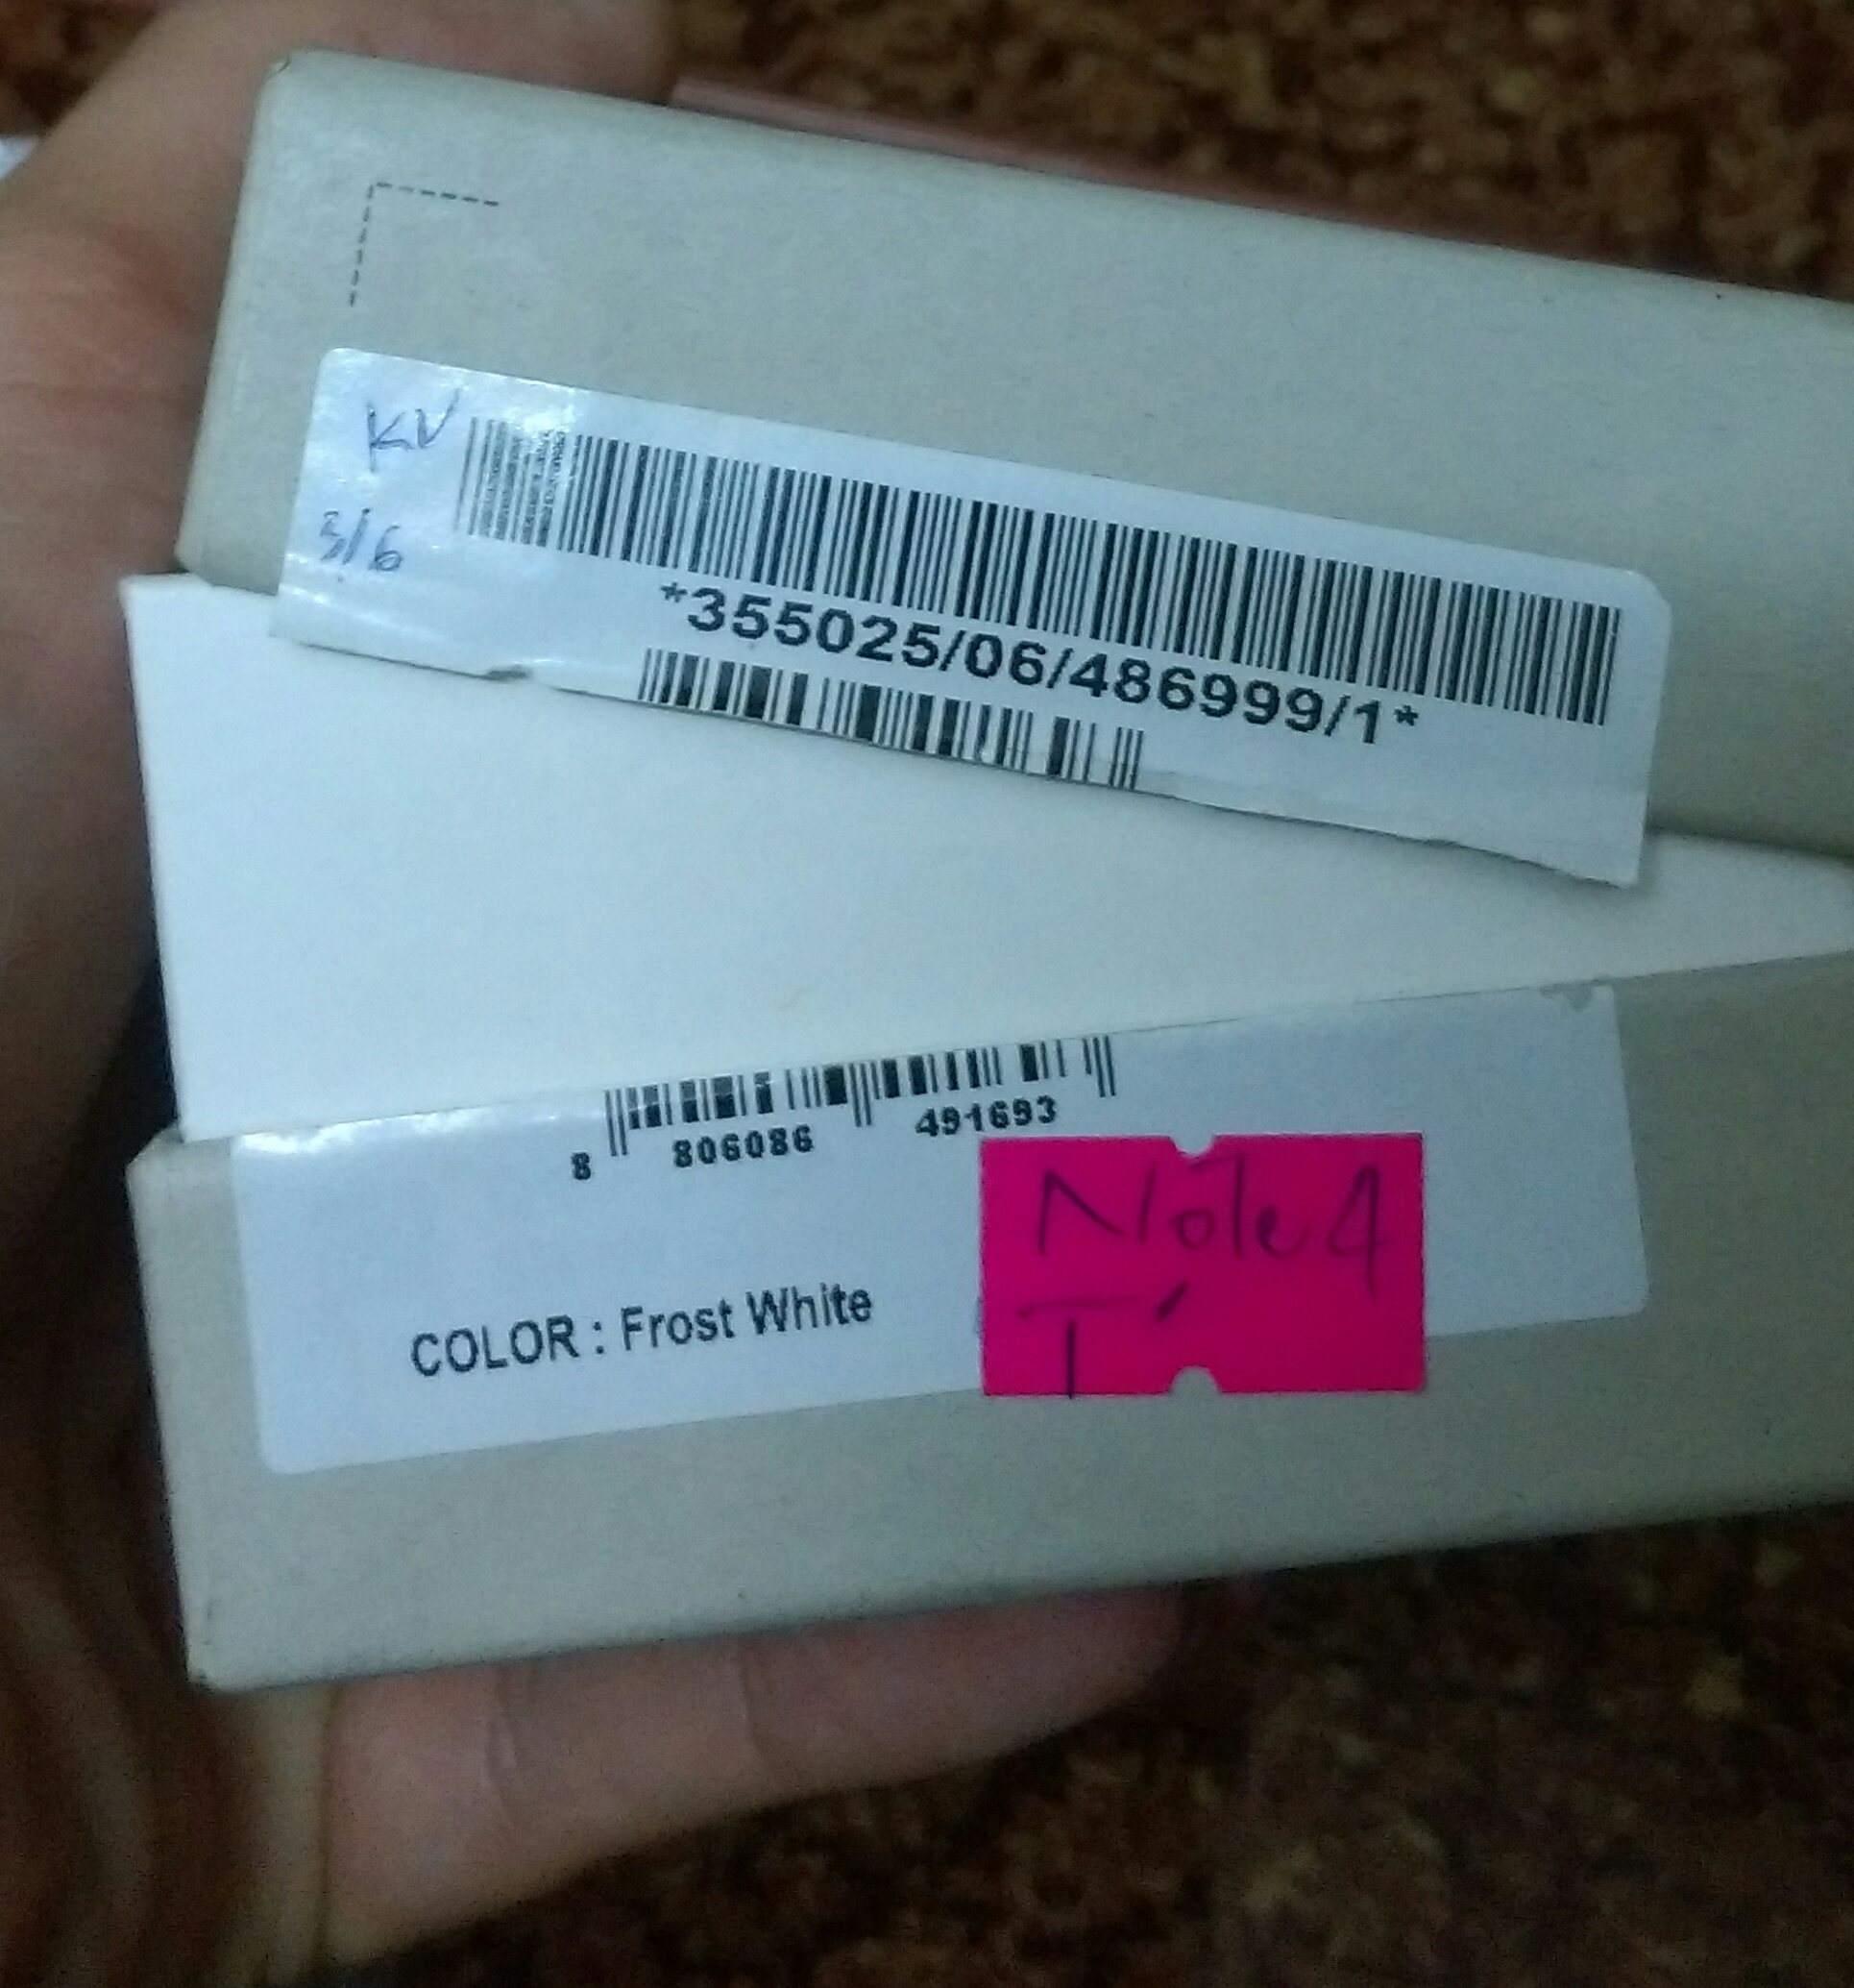 KV
3/6
*355025/06/486999/1*
8 806086 491693
COLOR : Frost White
Note 4
T'